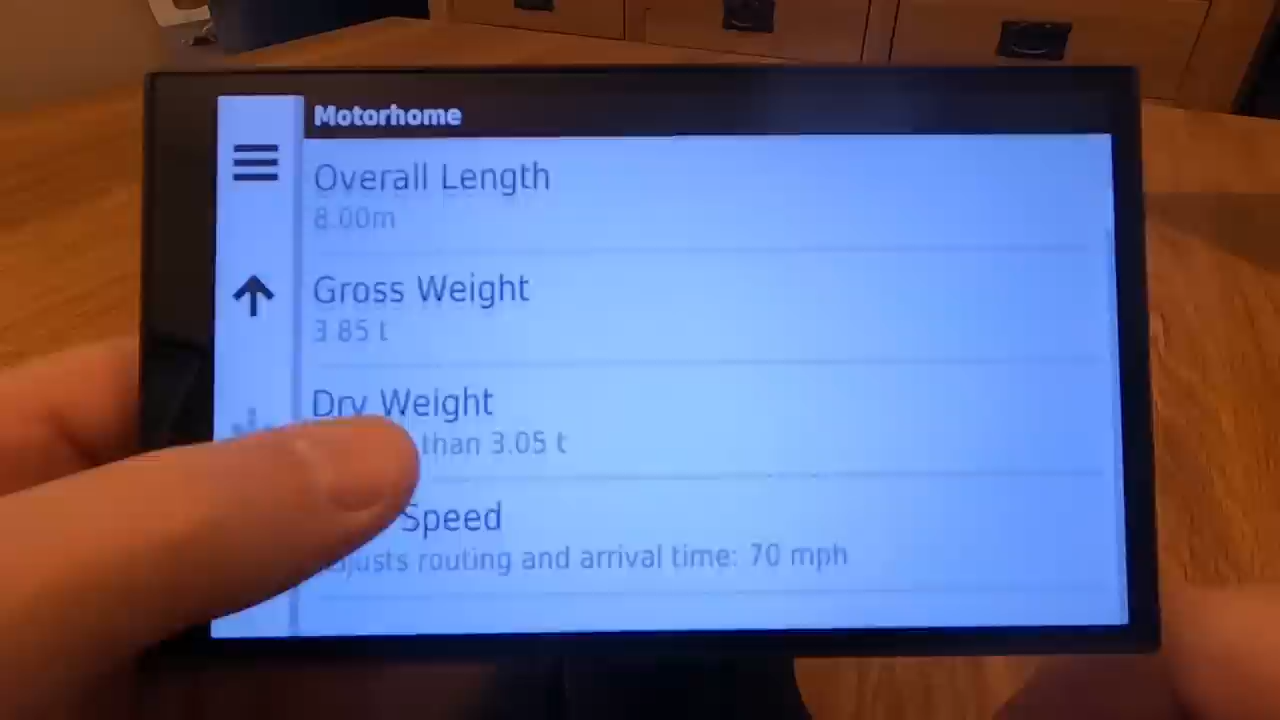 Motorhome
Overall Length
8.00m
Gross Weight
3.85 t
Dry Weight
than 3.05 t
Speed
routing and arrival time: 70 mph